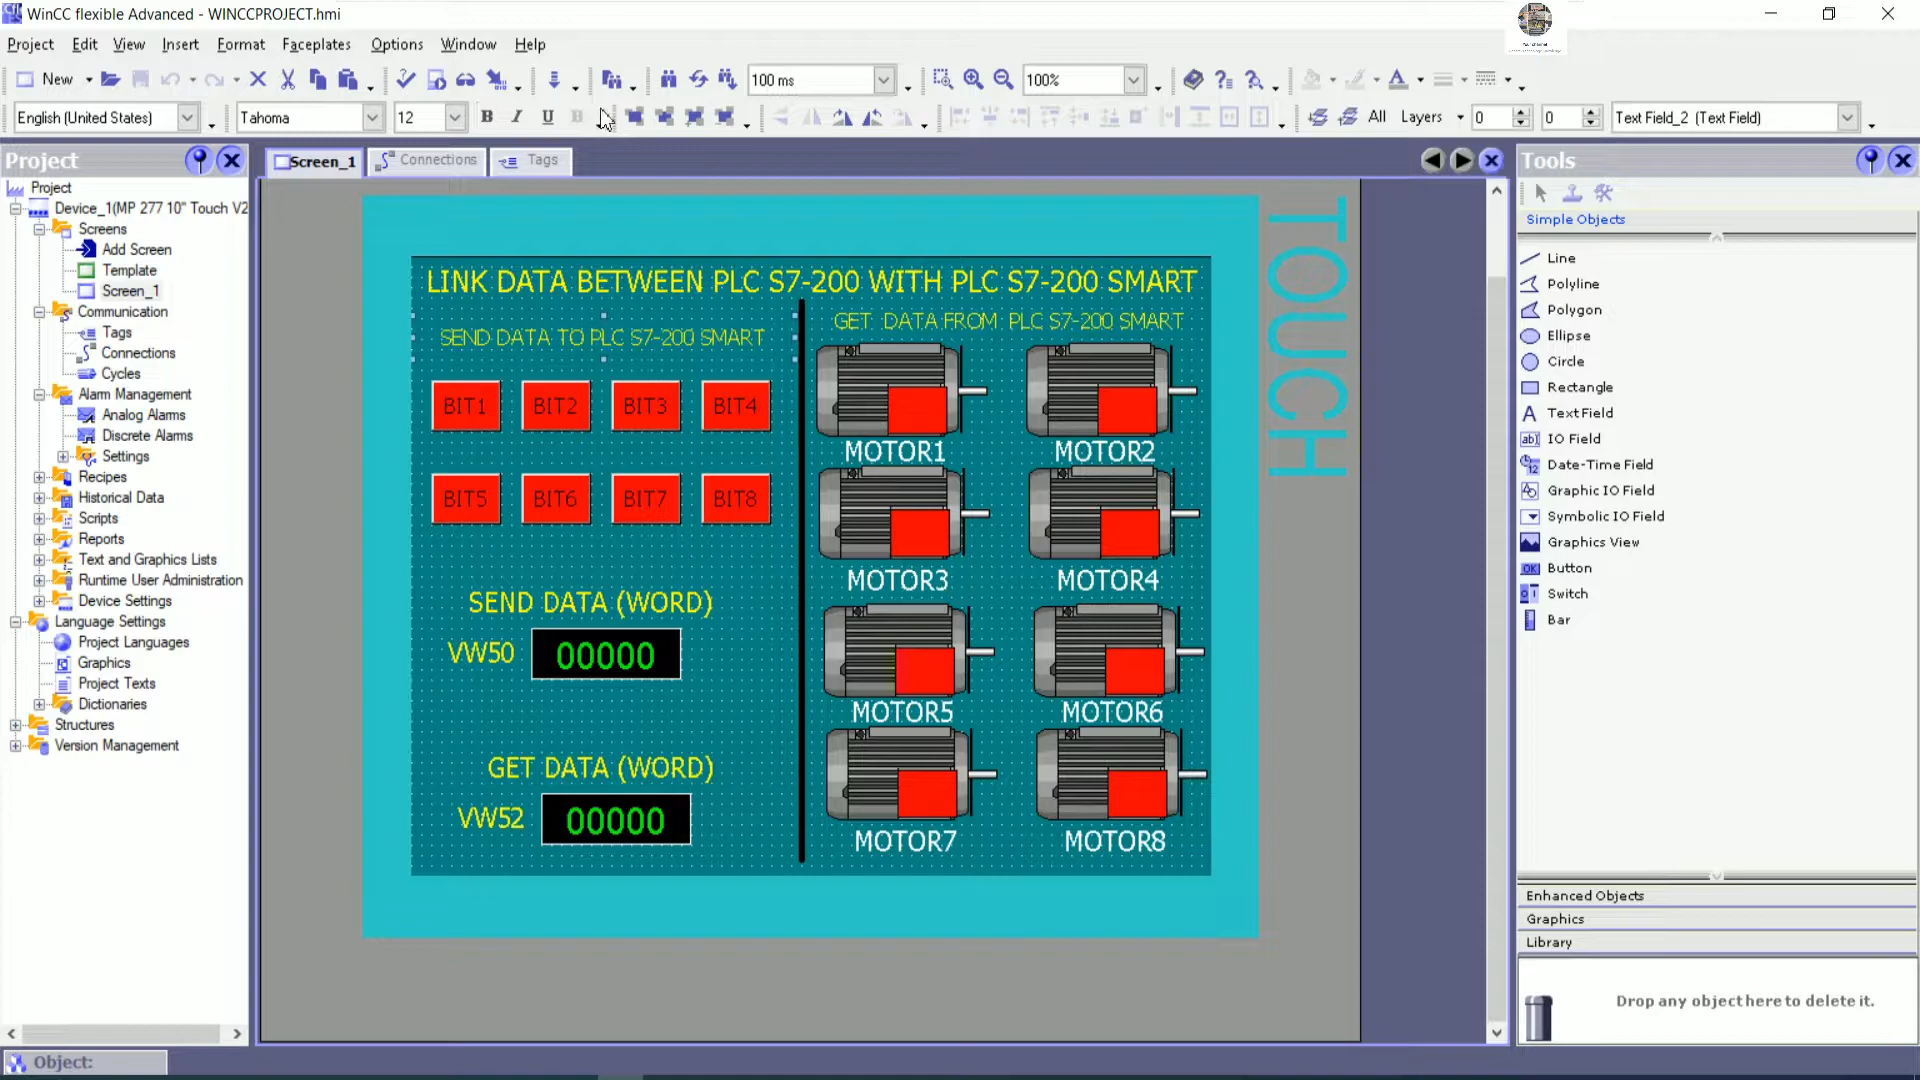 WinCC flexible Advanced - WINCCPROJECT.hmi
Project Edit View Insert Format Faceplates Options Window Help
New 100 ms 100%
English (United States) Tahoma 12 B I U B All Layers 0 0 Text Field_2 (Text Field)
Project
Project
Device_1(MP 277 10" Touch V2
Screens
Add Screen
Template
Screen_1
Communication
Tags
Connections
Cycles
Alarm Management
Analog Alarms
Discrete Alarms
Settings
Recipes
Historical Data
Scripts
Reports
Text and Graphics Lists
Runtime User Administration
Device Settings
Language Settings
Project Languages
Graphics
Project Texts
Dictionaries
Structures
Version Management
Object:
Screen_1 Connections Tags
LINK DATA BETWEEN PLC S7-200 WITH PLC S7-200 SMART
SEND DATA TO PLC S7-200 SMART
BIT1 BIT2 BIT3 BIT4
BIT5 BIT6 BIT7 BIT8
SEND DATA (WORD)
VW50 00000
GET DATA (WORD)
VW52 00000
GET DATA FROM PLC S7-200 SMART
MOTOR1 MOTOR2
MOTOR3 MOTOR4
MOTOR5 MOTOR6
MOTOR7 MOTOR8
TOUCH
Tools
Simple Objects
Line
Polyline
Polygon
Ellipse
Circle
Rectangle
Text Field
IO Field
Date-Time Field
Graphic IO Field
Symbolic IO Field
Graphics View
Button
Switch
Bar
Enhanced Objects
Graphics
Library
Drop any object here to delete it.